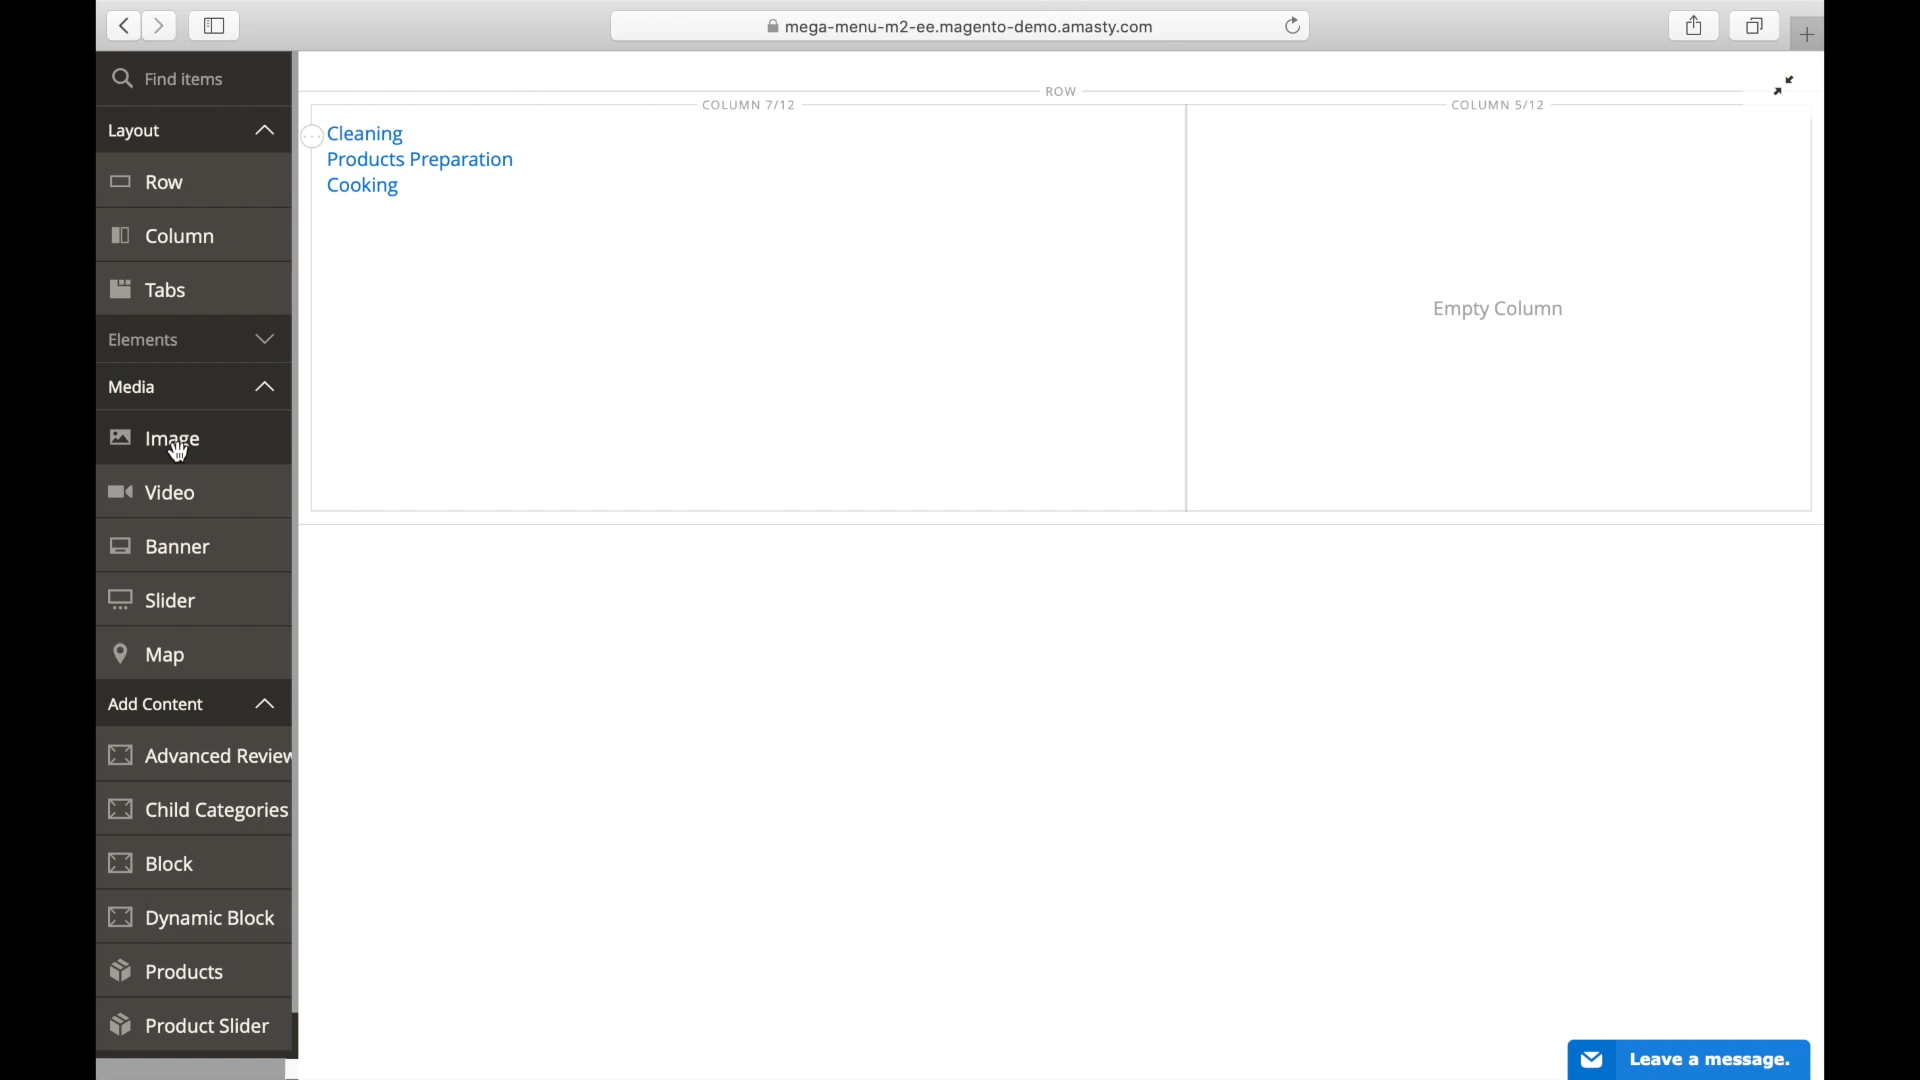 mega-menu-m2-ee.magento-demo.amasty.com
Find items
Layout
Row
Column
Tabs
Elements
Media
Image
Video
Banner
Slider
Map
Add Content
Advanced Review
Child Categories
Block
Dynamic Block
Products
Product Slider
ROW
COLUMN 7/12
COLUMN 5/12
Cleaning
Products Preparation
Cooking
Empty Column
Leave a message.